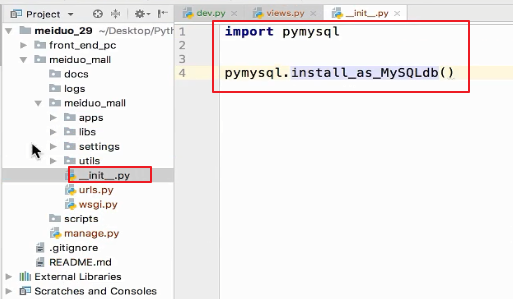 Project
dev.py
views.py
__init__.py
meiduo_29 ~/Desktop/Pyth
front_end_pc
meiduo_mall
docs
logs
meiduo_mall
apps
libs
settings
utils
__init__.py
urls.py
wsgi.py
scripts
manage.py
.gitignore
README.md
External Libraries
Scratches and Consoles
1 import pymysql
2
3
4 pymysql.install_as_MySQLdb()